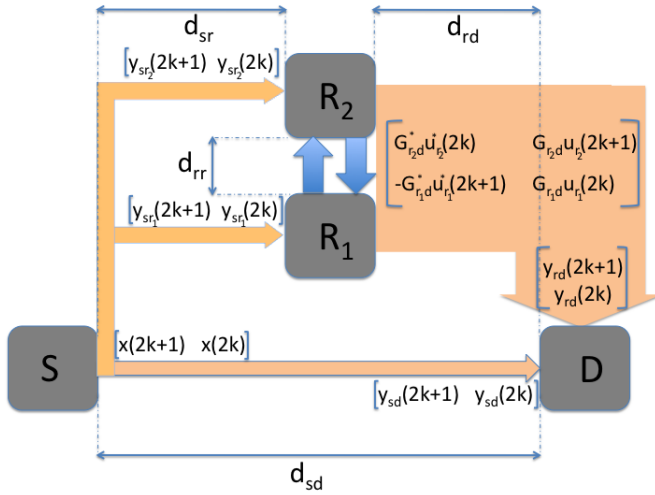 d_sr
d_rd
[y_sr₂(2k+1) y_sr₂(2k)]
R₂
G*_r₂d u*_r₂(2k) G_r₂d u_r₂(2k+1)
-G*_r₁d u*_r₁(2k+1) G_r₁d u_r₁(2k)
d_rr
[y_sr₁(2k+1) y_sr₁(2k)]
R₁
y_rd(2k+1)
y_rd(2k)
[x(2k+1) x(2k)]
S
D
[y_sd(2k+1) y_sd(2k)]
d_sd